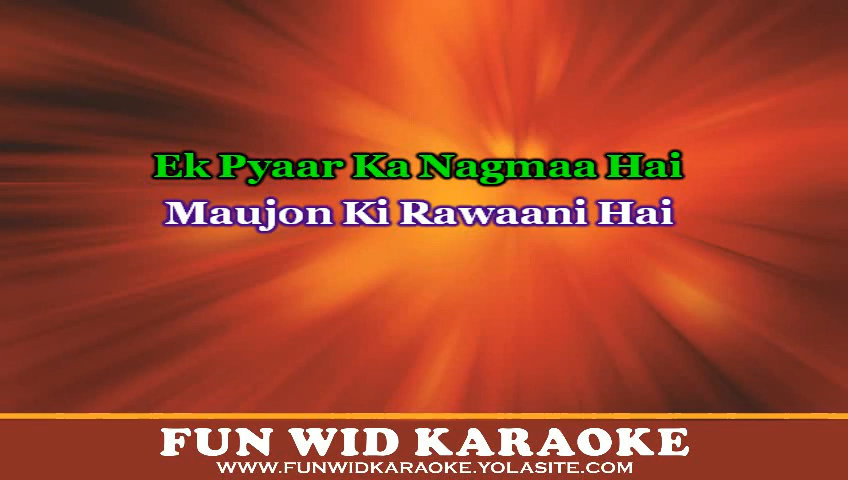 Ek Pyaar Ka Nagmaa Hai
Maujon Ki Rawaani Hai
FUN WID KARAOKE
WWW.FUNWIDKARAOKE.YOLASITE.COM